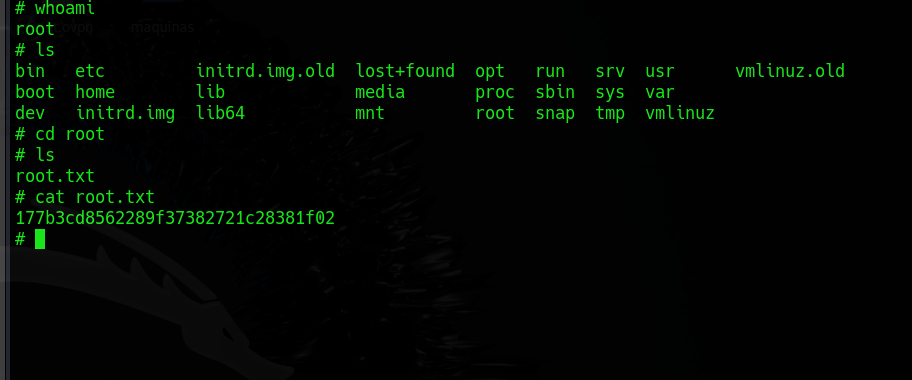 # whoami
.ovpn maquinas
root
# ls
bin etc initrd.img.old lost+found opt run srv usr vmlinuz.old
boot home lib media proc sbin sys var
dev initrd.img lib64 mnt root snap tmp vmlinuz
# cd root
# ls
root.txt
# cat root.txt
177b3cd8562289f37382721c28381f02
#